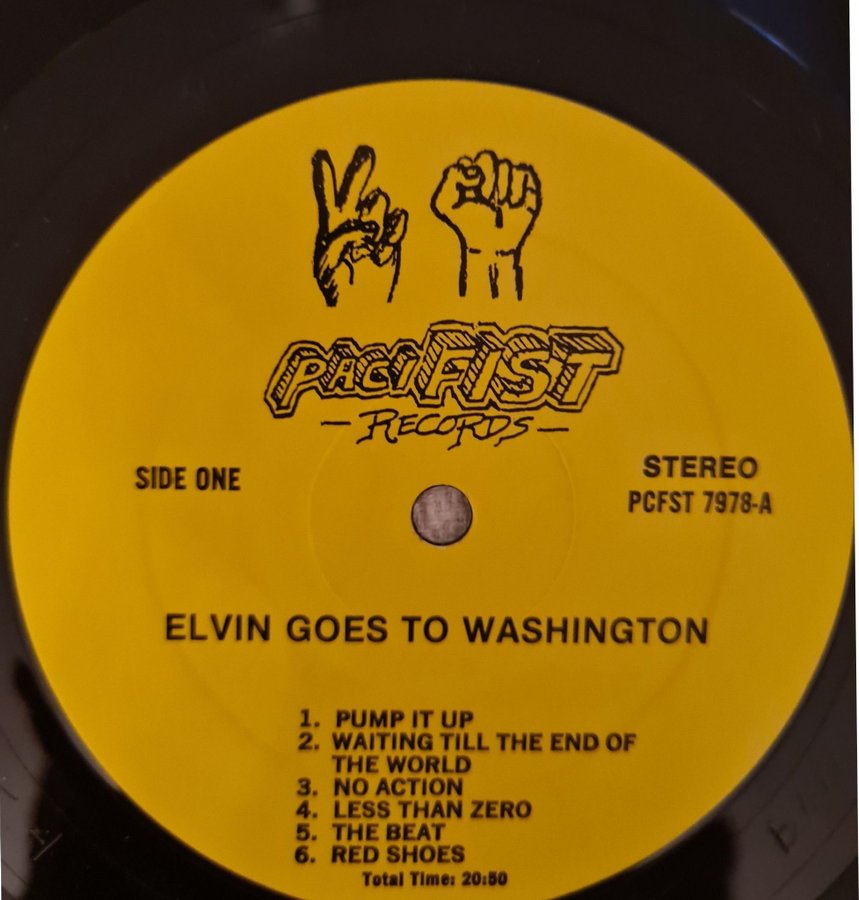 PACIFIST
RECORDS
SIDE ONE
STEREO
PCFST 7978-A
ELVIN GOES TO WASHINGTON
1. PUMP IT UP
2. WAITING TILL THE END OF
THE WORLD
3. NO ACTION
4. LESS THAN ZERO
5. THE BEAT
6. RED SHOES
Total Time: 20:50